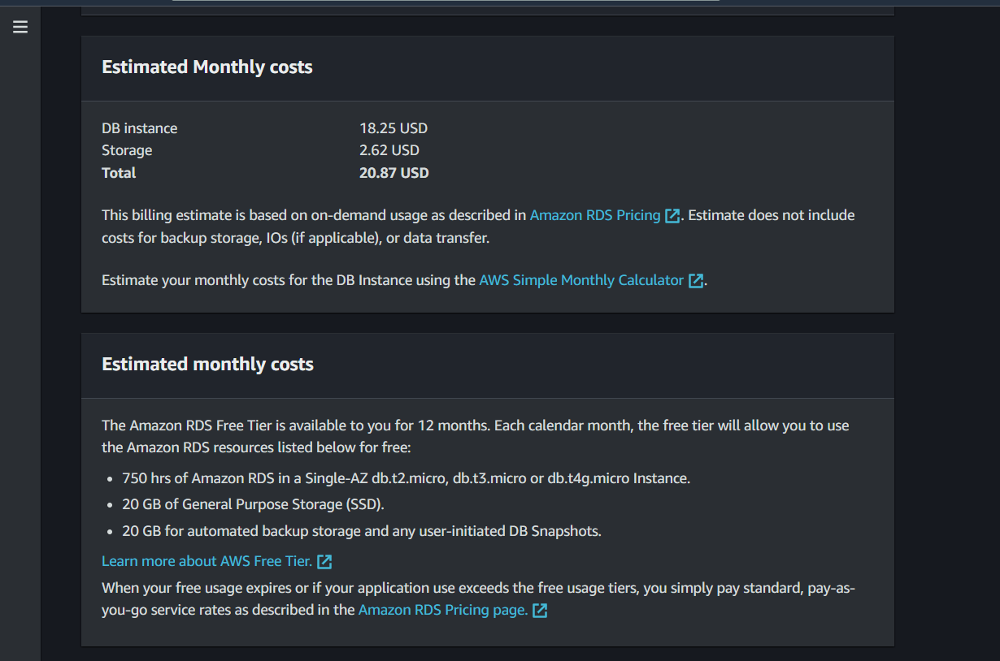 Estimated Monthly costs
DB instance 18.25 USD
Storage 2.62 USD
Total 20.87 USD
This billing estimate is based on on-demand usage as described in Amazon RDS Pricing. Estimate does not include
costs for backup storage, IOs (if applicable), or data transfer.
Estimate your monthly costs for the DB Instance using the AWS Simple Monthly Calculator.
Estimated monthly costs
The Amazon RDS Free Tier is available to you for 12 months. Each calendar month, the free tier will allow you to use
the Amazon RDS resources listed below for free:
• 750 hrs of Amazon RDS in a Single-AZ db.t2.micro, db.t3.micro or db.t4g.micro Instance.
• 20 GB of General Purpose Storage (SSD).
• 20 GB for automated backup storage and any user-initiated DB Snapshots.
Learn more about AWS Free Tier.
When your free usage expires or if your application use exceeds the free usage tiers, you simply pay standard, pay-as-
you-go service rates as described in the Amazon RDS Pricing page.